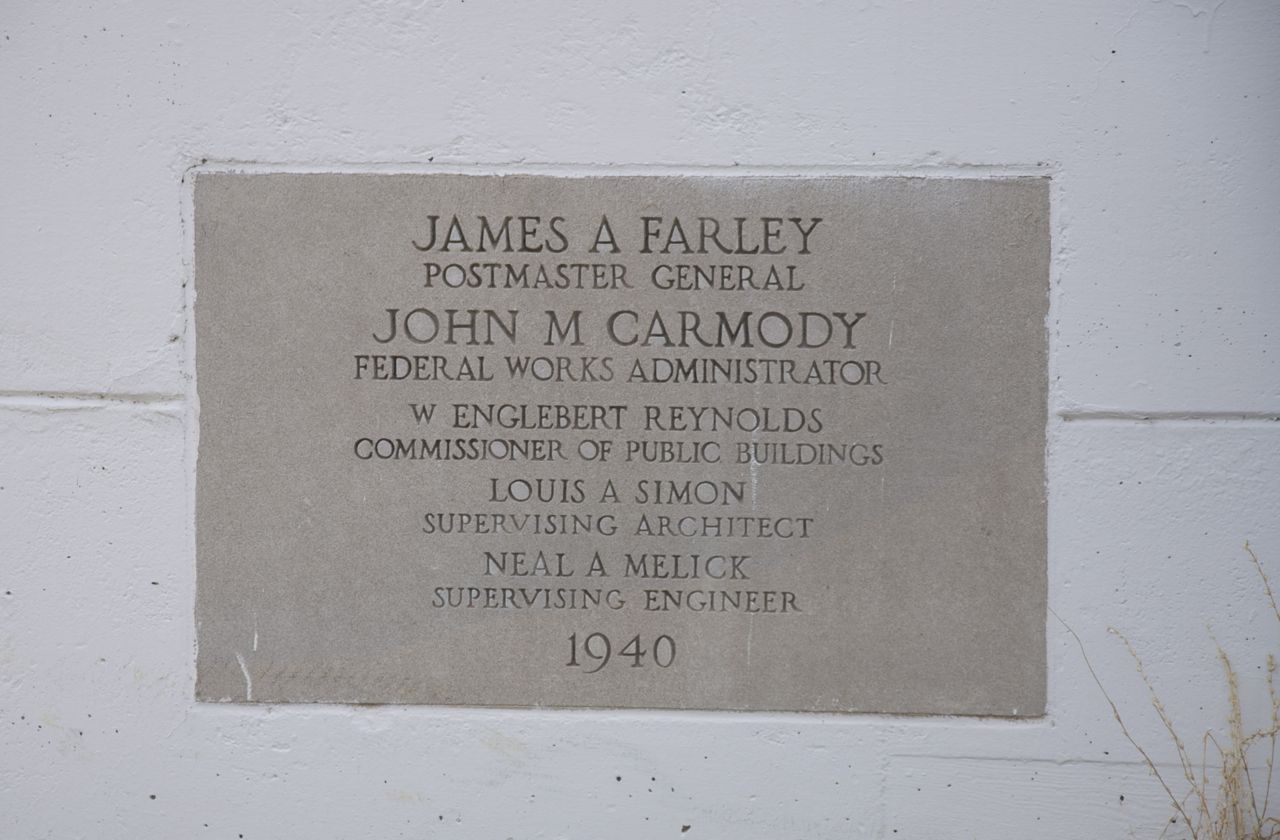 JAMES A FARLEY
POSTMASTER GENERAL
JOHN M CARMODY
FEDERAL WORKS ADMINISTRATOR
W ENGLEBERT REYNOLDS
COMMISSIONER OF PUBLIC BUILDINGS
LOUIS A SIMON
SUPERVISING ARCHITECT
NEAL A MELICK
SUPERVISING ENGINEER
1940